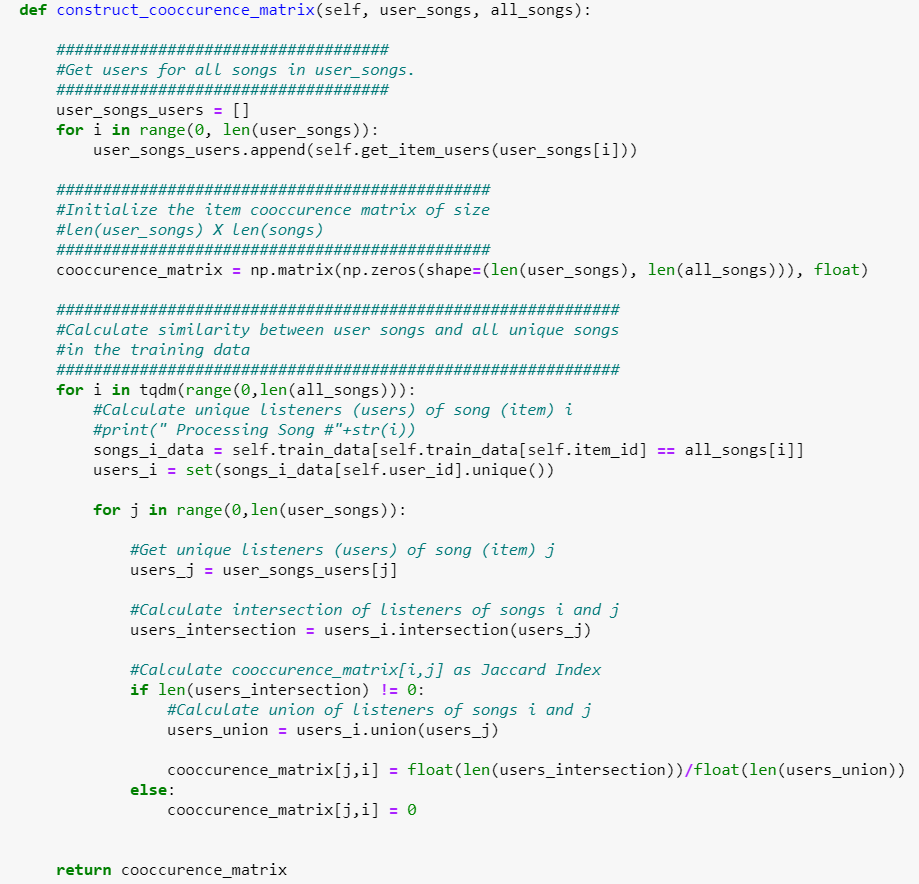 def construct_cooccurence_matrix(self, user_songs, all_songs):
####################################
#Get users for all songs in user_songs.
####################################
user_songs_users = []
for i in range(0, len(user_songs)):
user_songs_users.append(self.get_item_users(user_songs[i]))
###############################################
#Initialize the item cooccurence matrix of size
#len(user_songs) X len(songs)
###############################################
cooccurence_matrix = np.matrix(np.zeros(shape=(len(user_songs), len(all_songs))), float)
#############################################################
#Calculate similarity between user songs and all unique songs
#in the training data
#############################################################
for i in tqdm(range(0,len(all_songs))):
#Calculate unique listeners (users) of song (item) i
#print(" Processing Song #"+str(i))
songs_i_data = self.train_data[self.train_data[self.item_id] == all_songs[i]]
users_i = set(songs_i_data[self.user_id].unique())
for j in range(0,len(user_songs)):
#Get unique listeners (users) of song (item) j
users_j = user_songs_users[j]
#Calculate intersection of listeners of songs i and j
users_intersection = users_i.intersection(users_j)
#Calculate cooccurence_matrix[i,j] as Jaccard Index
if len(users_intersection) != 0:
#Calculate union of listeners of songs i and j
users_union = users_i.union(users_j)
cooccurence_matrix[j,i] = float(len(users_intersection))/float(len(users_union))
else:
cooccurence_matrix[j,i] = 0
return cooccurence_matrix